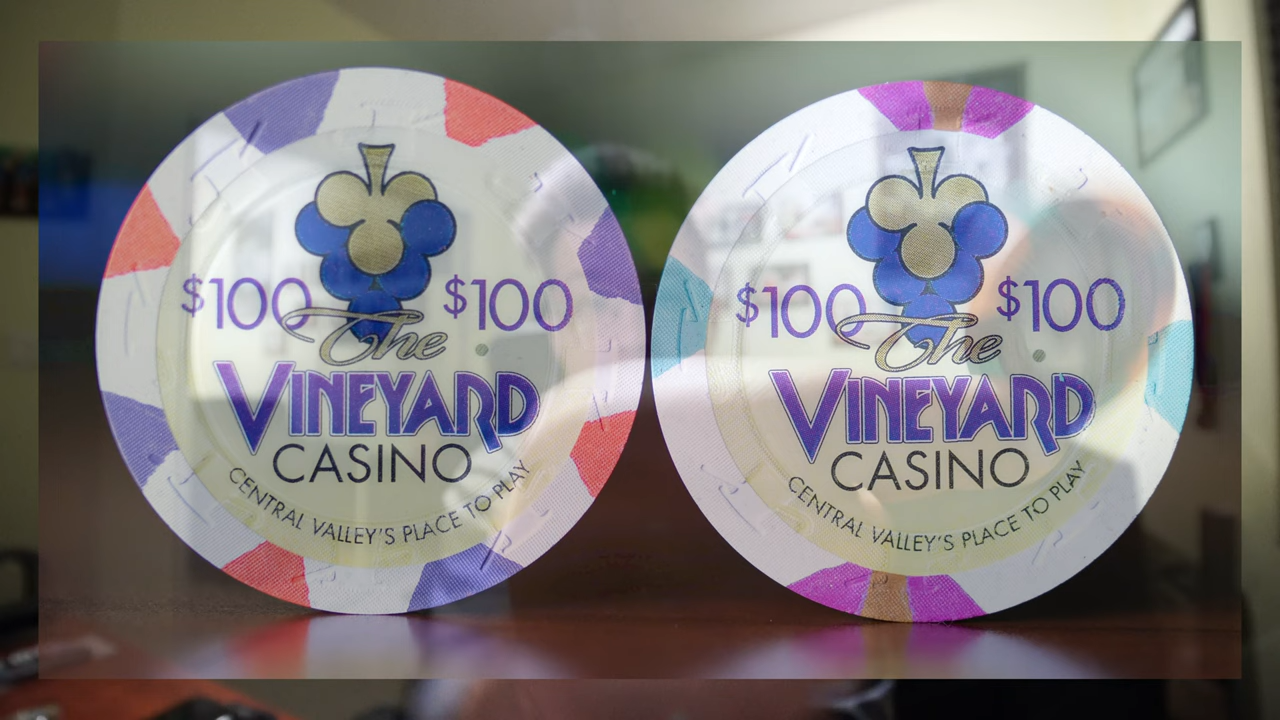 $100 $100
The
VINEYARD
CASINO
CENTRAL VALLEY'S PLACE TO PLAY
$100 $100
The
VINEYARD
CASINO
CENTRAL VALLEY'S PLACE TO PLAY